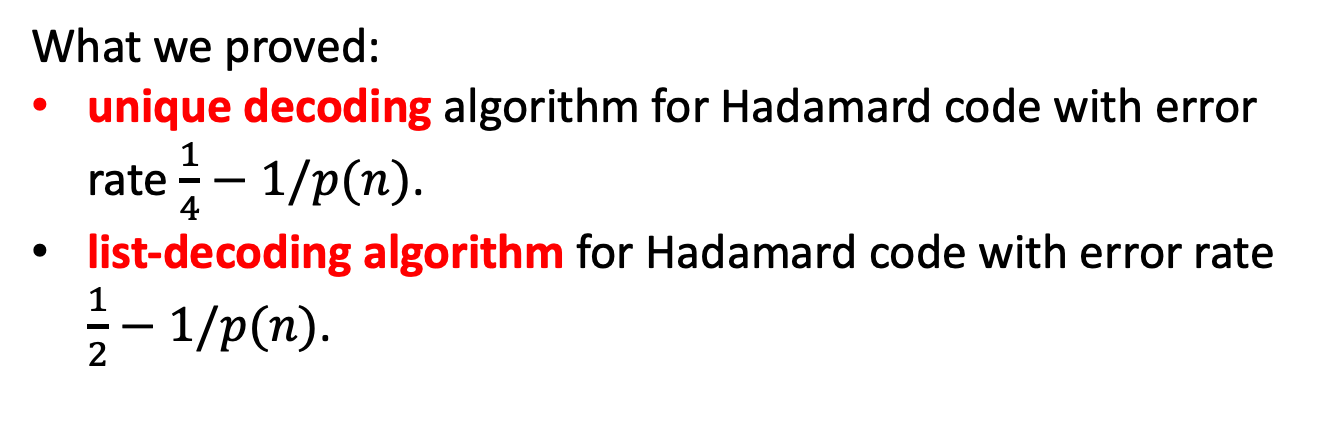 What we proved:
• unique decoding algorithm for Hadamard code with error
rate 1/4 − 1/p(n).
• list-decoding algorithm for Hadamard code with error rate
1/2 − 1/p(n).